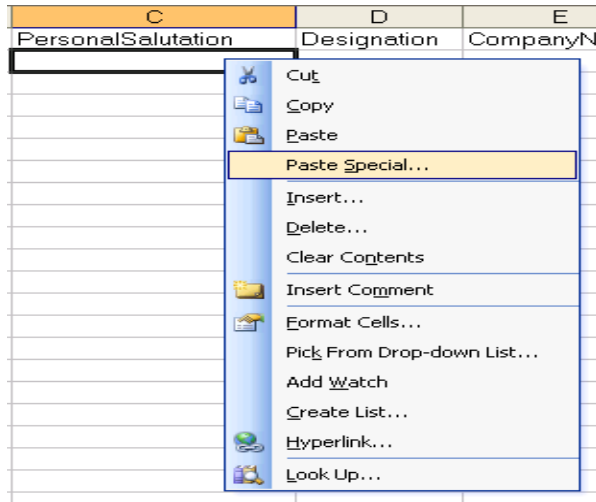 C D E
PersonalSalutation Designation CompanyN
Cut
Copy
Paste
Paste Special...
Insert...
Delete...
Clear Contents
Insert Comment
Format Cells...
Pick From Drop-down List...
Add Watch
Create List...
Hyperlink...
Look Up...